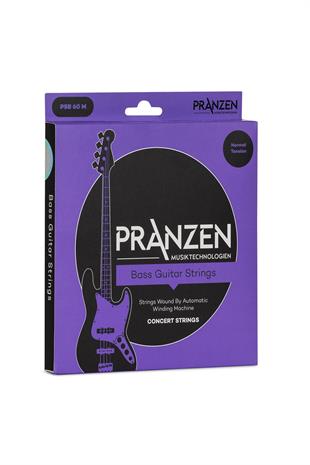 PSB 60 M
PRANZEN
MUSIKTECHNOLOGIEN
Normal
Tension
Bass Guitar Strings
PRANZEN
MUSIKTECHNOLOGIEN
Bass Guitar Strings
Strings Wound By Automatic
Winding Machine
CONCERT STRINGS